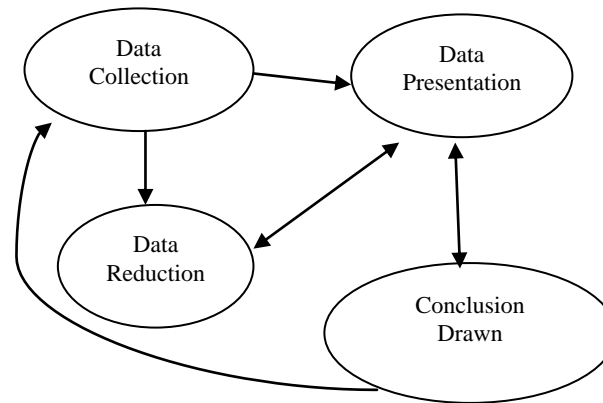 Data
Collection
Data
Presentation
Data
Reduction
Conclusion
Drawn